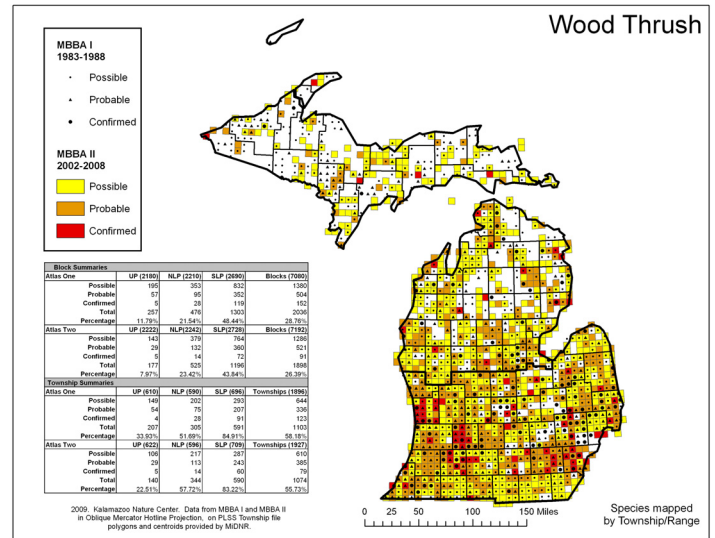 Wood Thrush
MBBA I
1983-1988
Possible
Probable
Confirmed
MBBA II
2002-2008
Possible
Probable
Confirmed
Block Summaries
Atlas One UP (2180) NLP (2210) SLP (2690) Blocks (7080)
Possible 195 353 832 1380
Probable 57 95 352 504
Confirmed 5 28 119 152
Total 257 476 1303 2036
Percentage 11.79% 21.54% 48.44% 28.76%
Atlas Two UP (2222) NLP(2242) SLP(2728) Blocks (7192)
Possible 143 379 764 1286
Probable 29 132 360 521
Confirmed 5 14 72 91
Total 177 525 1196 1898
Percentage 7.97% 23.42% 43.84% 26.39%
Township Summaries
Atlas One UP (610) NLP (590) SLP (696) Townships (1896)
Possible 149 202 293 644
Probable 54 75 207 336
Confirmed 4 28 91 123
Total 207 305 591 1103
Percentage 33.93% 51.69% 84.91% 58.18%
Atlas Two UP (622) NLP (596) SLP (709) Townships (1927)
Possible 106 217 287 610
Probable 29 113 243 385
Confirmed 5 14 60 79
Total 140 344 590 1074
Percentage 22.51% 57.72% 83.22% 55.73%
2009. Kalamazoo Nature Center. Data from MBBA I and MBBA II
in Oblique Mercator Hotline Projection, on PLSS Township file
polygons and centroids provided by MiDNR.
0 25 50 100 150 Miles
Species mapped
by Township/Range